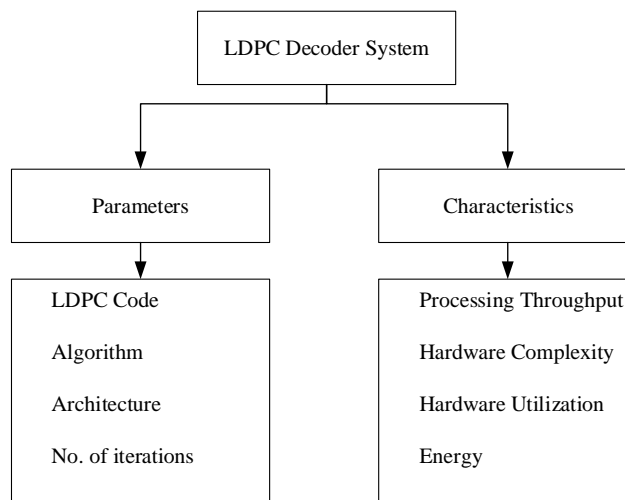 LDPC Decoder System
Parameters
Characteristics
LDPC Code
Algorithm
Architecture
No. of iterations
Processing Throughput
Hardware Complexity
Hardware Utilization
Energy